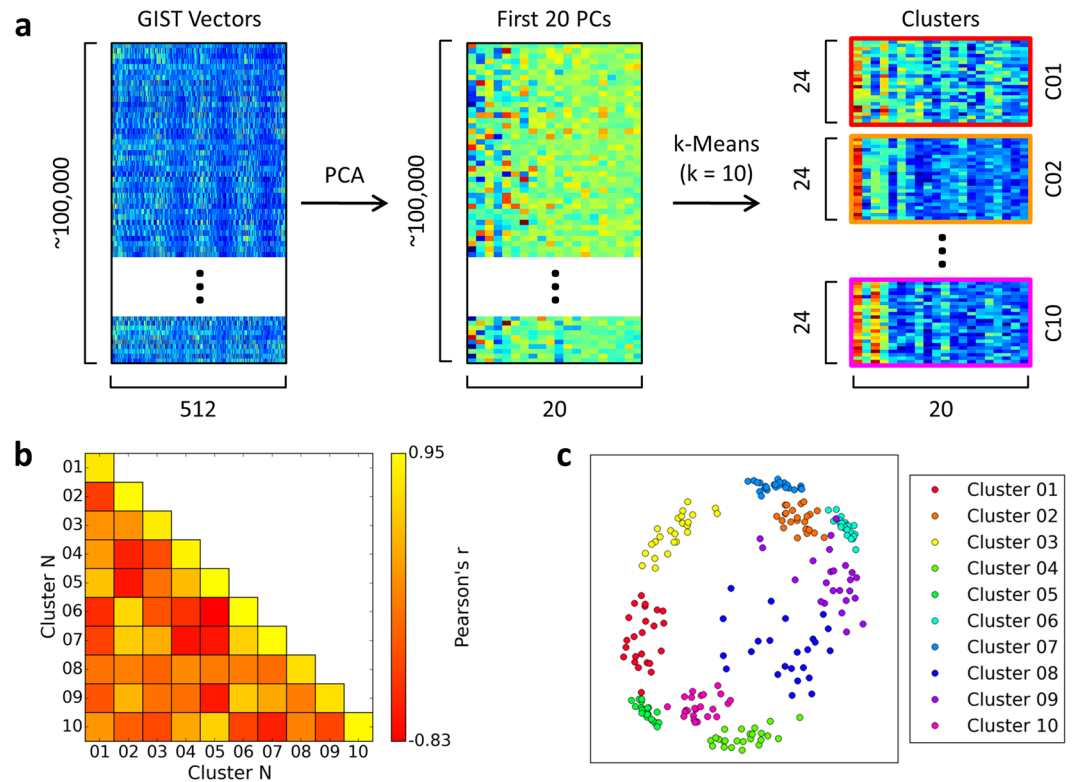 a
GIST Vectors
First 20 PCs
Clusters
~100,000
PCA
~100,000
k-Means
(k = 10)
24
C01
24
C02
24
C10
512
20
20
b
0.95
-0.83
Pearson's r
Cluster N
01
02
03
04
05
06
07
08
09
10
01 02 03 04 05 06 07 08 09 10
Cluster N
c
Cluster 01
Cluster 02
Cluster 03
Cluster 04
Cluster 05
Cluster 06
Cluster 07
Cluster 08
Cluster 09
Cluster 10